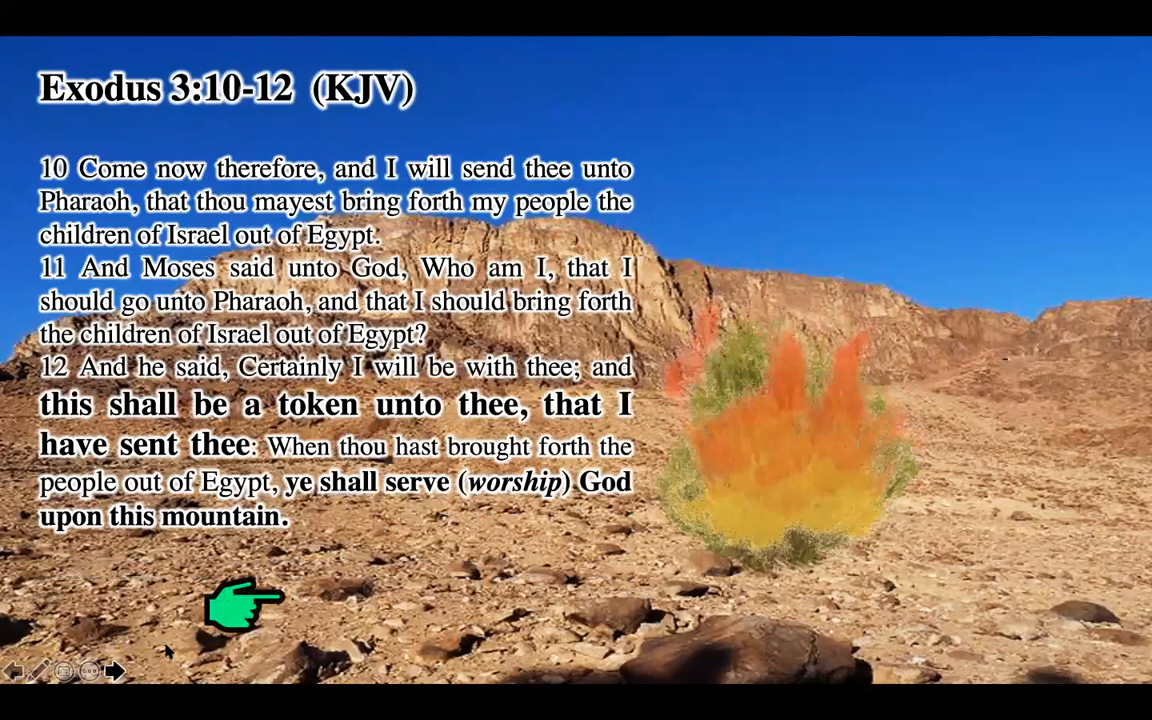 Exodus 3:10-12 (KJV)
10 Come now therefore, and I will send thee unto
Pharaoh, that thou mayest bring forth my people the
children of Israel out of Egypt.
11 And Moses said unto God, Who am I, that I
should go unto Pharaoh, and that I should bring forth
the children of Israel out of Egypt?
12 And he said, Certainly I will be with thee; and
this shall be a token unto thee, that I
have sent thee: When thou hast brought forth the
people out of Egypt, ye shall serve (worship) God
upon this mountain.